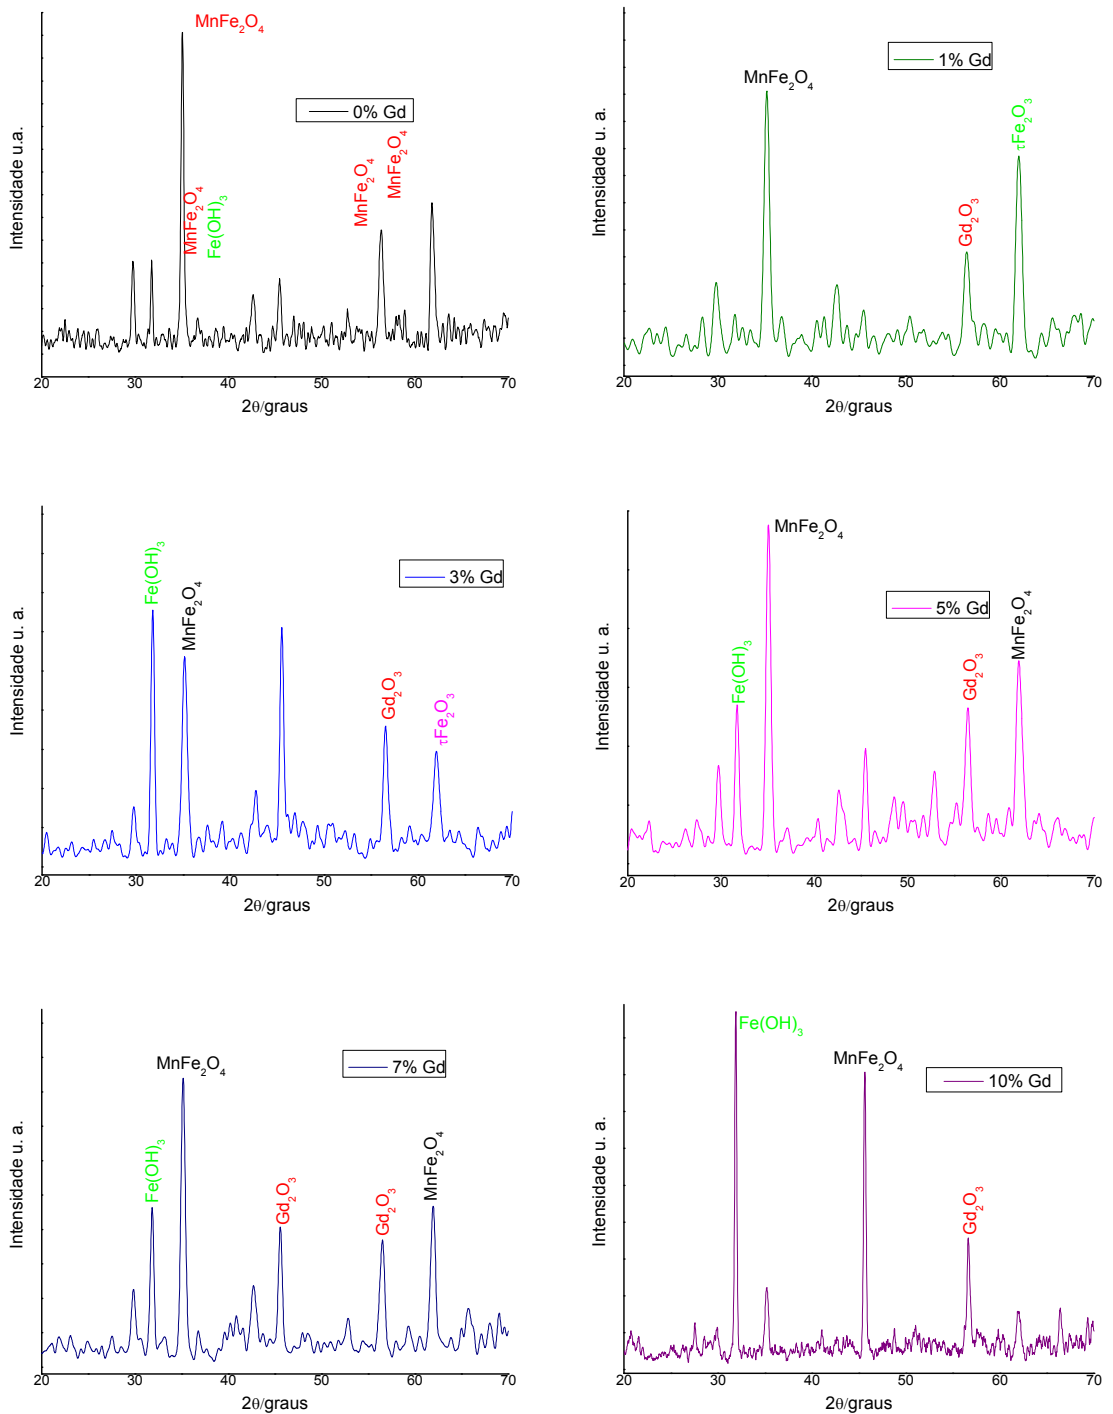 MnFe₂O₄
0% Gd
MnFe₂O₄
Fe(OH)₃
MnFe₂O₄
MnFe₂O₄
Intensidade u.a.
20 30 40 50 60 70
2θ/graus
MnFe₂O₄
1% Gd
Gd₂O₃
τFe₂O₃
Intensidade u. a.
20 30 40 50 60 70
2θ/graus
Fe(OH)₃
MnFe₂O₄
3% Gd
Gd₂O₃
τFe₂O₃
Intensidade u. a.
20 30 40 50 60 70
2θ/graus
MnFe₂O₄
5% Gd
Fe(OH)₃
Gd₂O₃
MnFe₂O₄
Intensidade u. a.
20 30 40 50 60 70
2θ/graus
MnFe₂O₄
7% Gd
Fe(OH)₃
Gd₂O₃
Gd₂O₃
MnFe₂O₄
Intensidade u. a.
20 30 40 50 60 70
2θ/graus
Fe(OH)₃
MnFe₂O₄
10% Gd
Gd₂O₃
Intensidade u. a.
20 30 40 50 60 70
2θ/graus